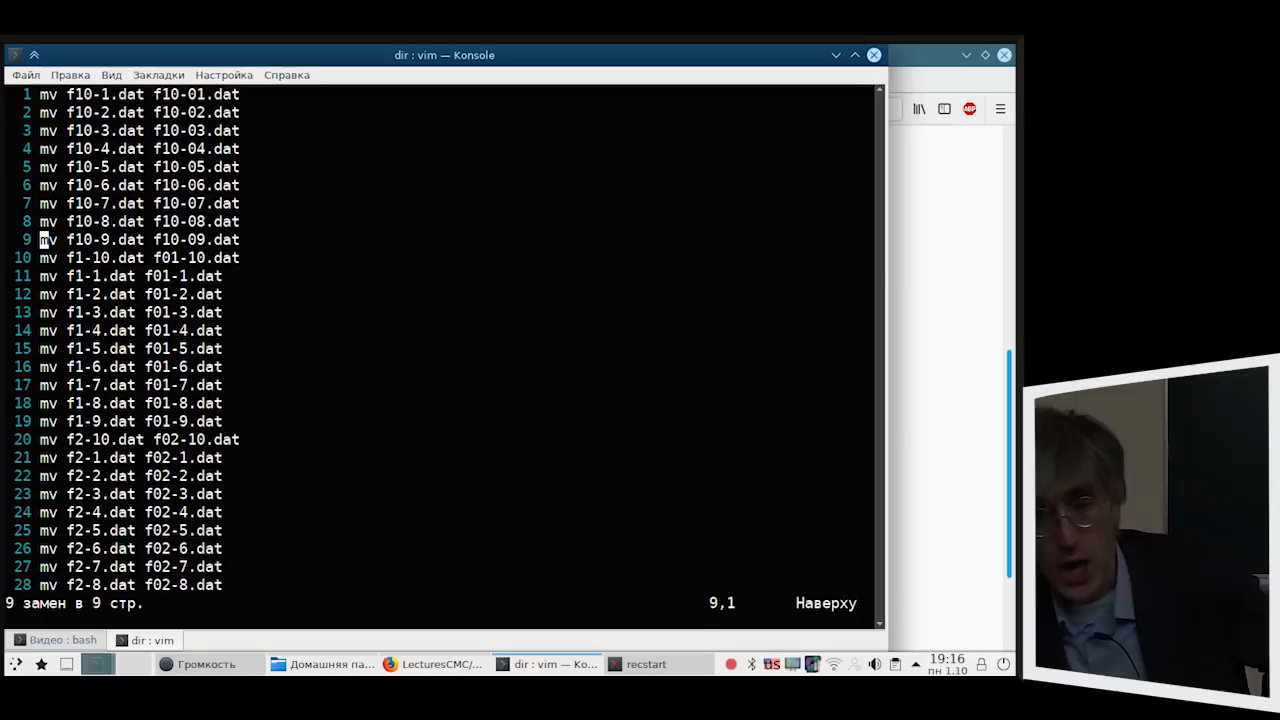 dir : vim — Konsole
Файл Правка Вид Закладки Настройка Справка
ABP
1 mv f10-1.dat f10-01.dat
2 mv f10-2.dat f10-02.dat
3 mv f10-3.dat f10-03.dat
4 mv f10-4.dat f10-04.dat
5 mv f10-5.dat f10-05.dat
6 mv f10-6.dat f10-06.dat
7 mv f10-7.dat f10-07.dat
8 mv f10-8.dat f10-08.dat
9 mv f10-9.dat f10-09.dat
10 mv f1-10.dat f01-10.dat
11 mv f1-1.dat f01-1.dat
12 mv f1-2.dat f01-2.dat
13 mv f1-3.dat f01-3.dat
14 mv f1-4.dat f01-4.dat
15 mv f1-5.dat f01-5.dat
16 mv f1-6.dat f01-6.dat
17 mv f1-7.dat f01-7.dat
18 mv f1-8.dat f01-8.dat
19 mv f1-9.dat f01-9.dat
20 mv f2-10.dat f02-10.dat
21 mv f2-1.dat f02-1.dat
22 mv f2-2.dat f02-2.dat
23 mv f2-3.dat f02-3.dat
24 mv f2-4.dat f02-4.dat
25 mv f2-5.dat f02-5.dat
26 mv f2-6.dat f02-6.dat
27 mv f2-7.dat f02-7.dat
28 mv f2-8.dat f02-8.dat
9 замен в 9 стр. 9,1 Наверху
Видео : bash dir : vim
Громкость Домашняя па... LecturesCMC/... dir : vim — Ko... recstart US 19:16
пн 1.10